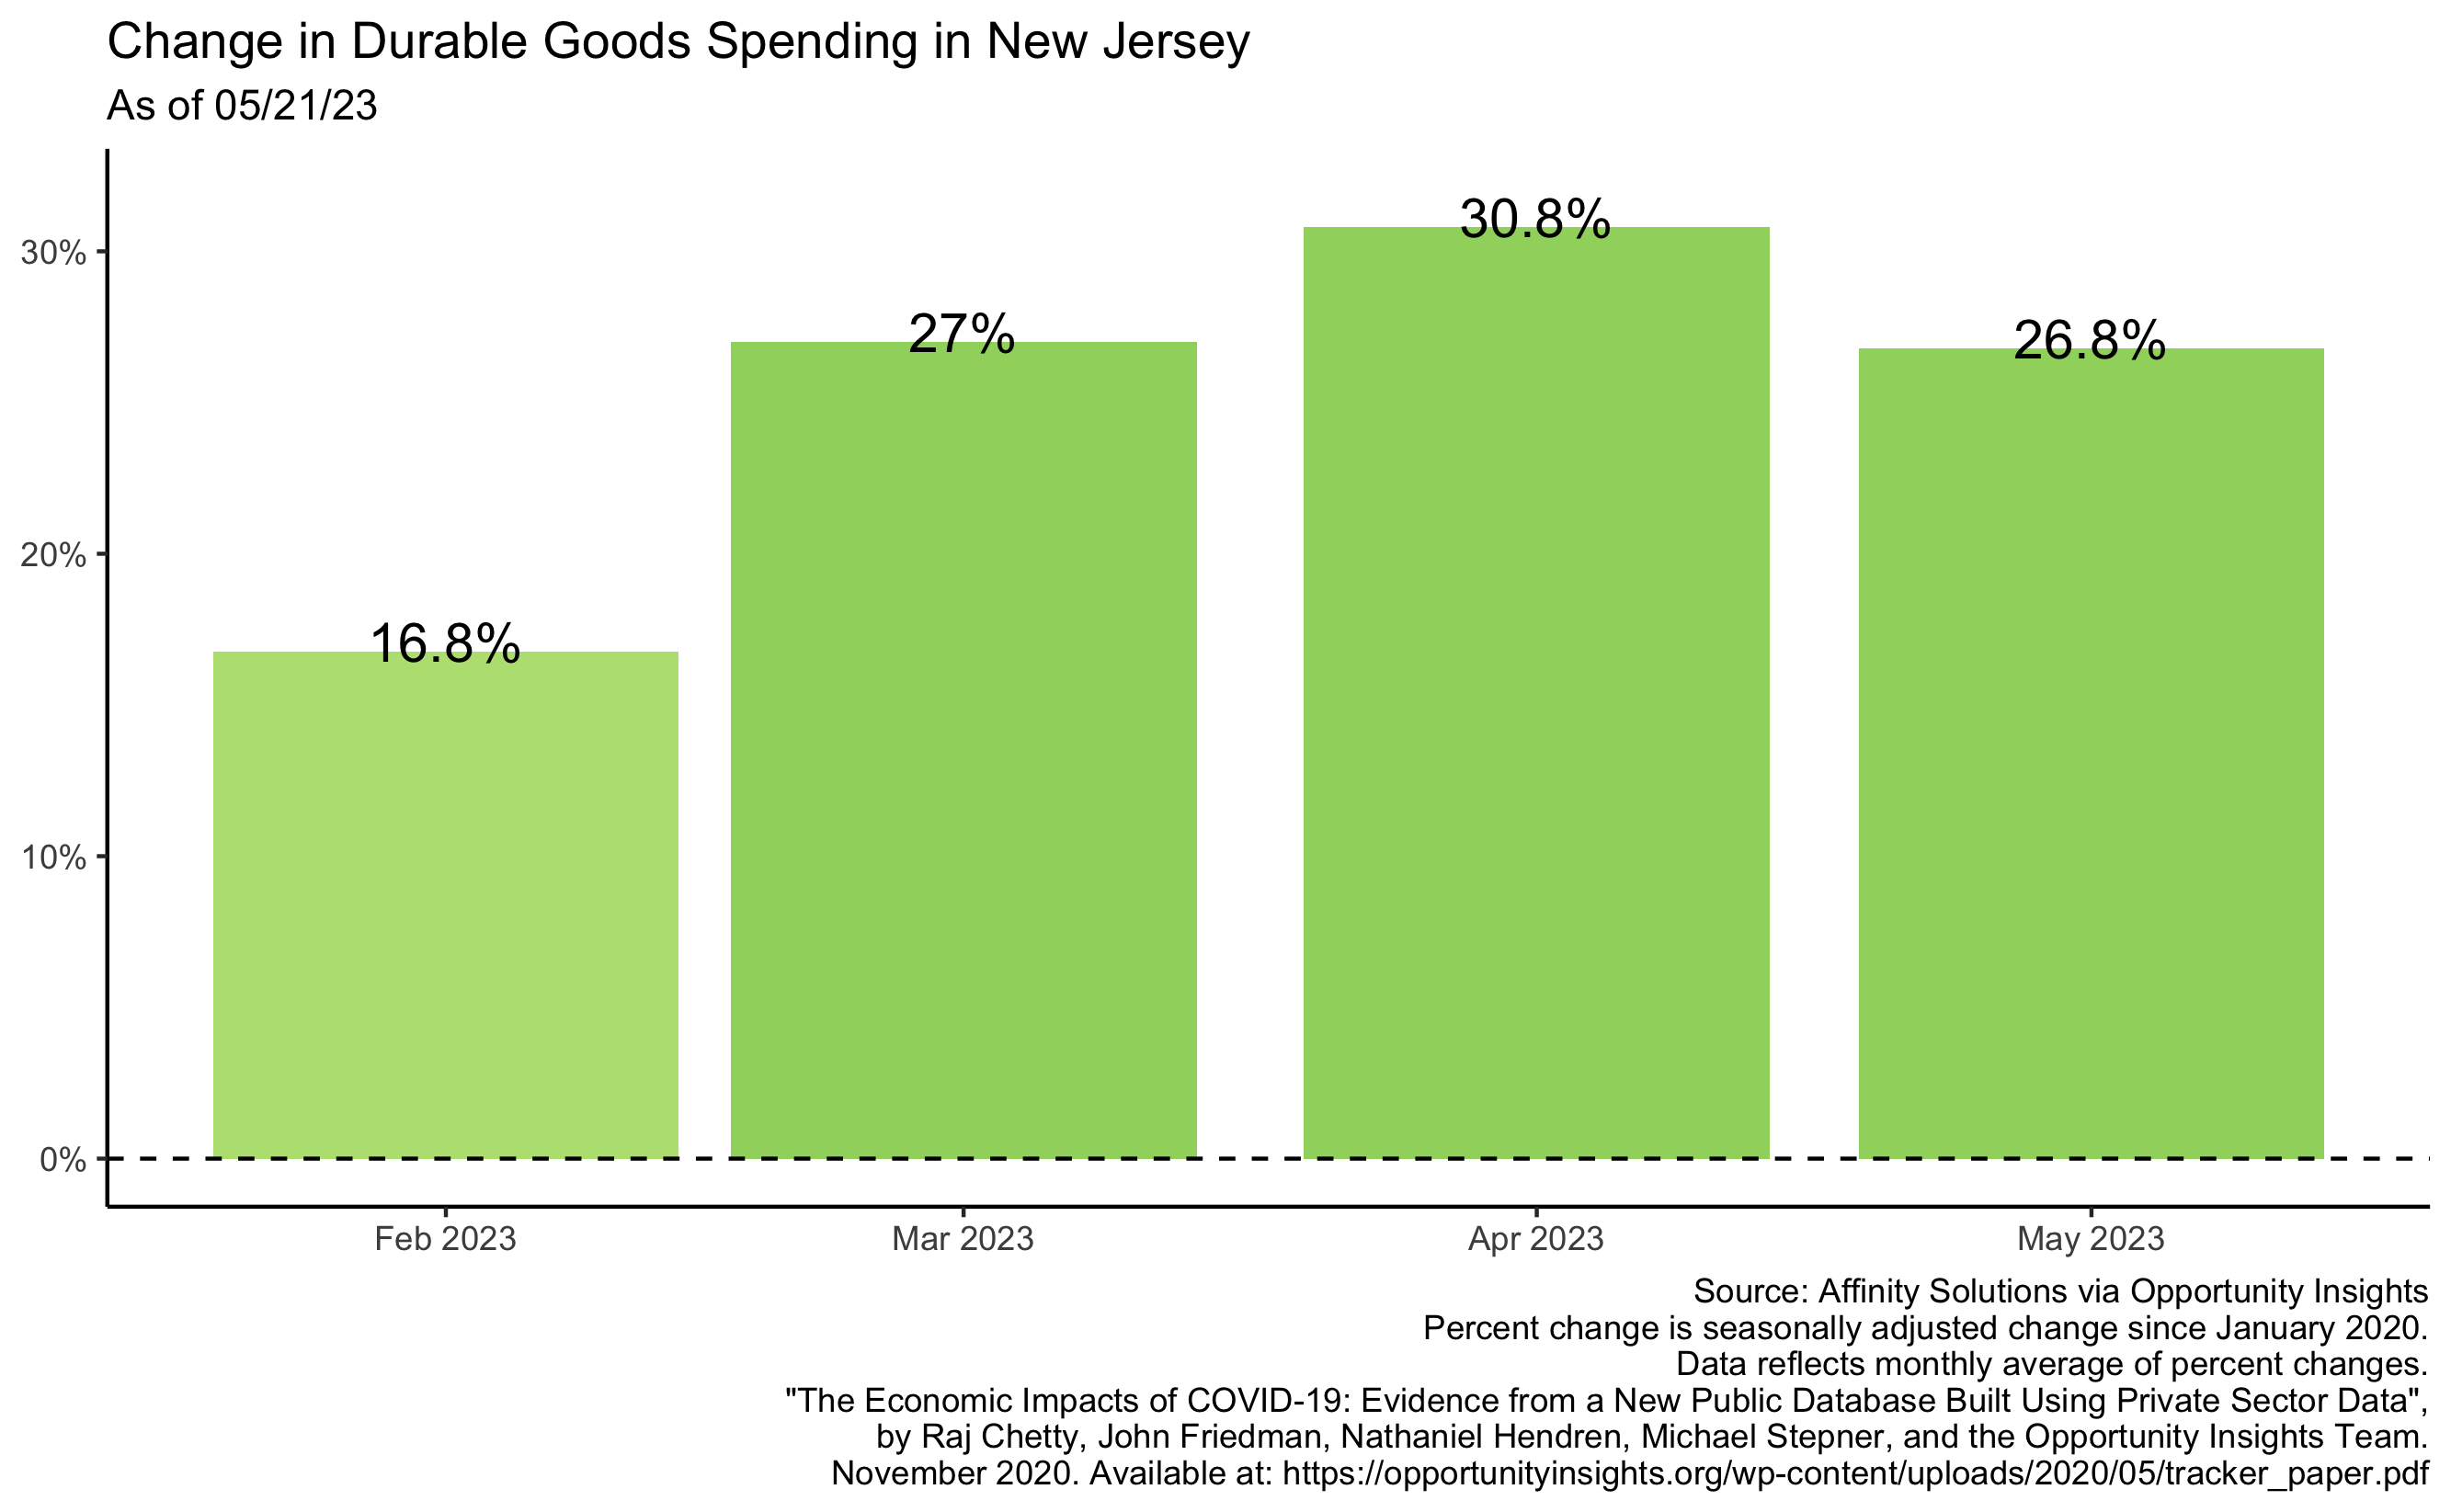 Change in Durable Goods Spending in New Jersey
As of 05/21/23
30%
20%
10%
0%
16.8%
27%
30.8%
26.8%
Feb 2023
Mar 2023
Apr 2023
May 2023
Source: Affinity Solutions via Opportunity Insights
Percent change is seasonally adjusted change since January 2020.
Data reflects monthly average of percent changes.
"The Economic Impacts of COVID-19: Evidence from a New Public Database Built Using Private Sector Data",
by Raj Chetty, John Friedman, Nathaniel Hendren, Michael Stepner, and the Opportunity Insights Team.
November 2020. Available at: https://opportunityinsights.org/wp-content/uploads/2020/05/tracker_paper.pdf